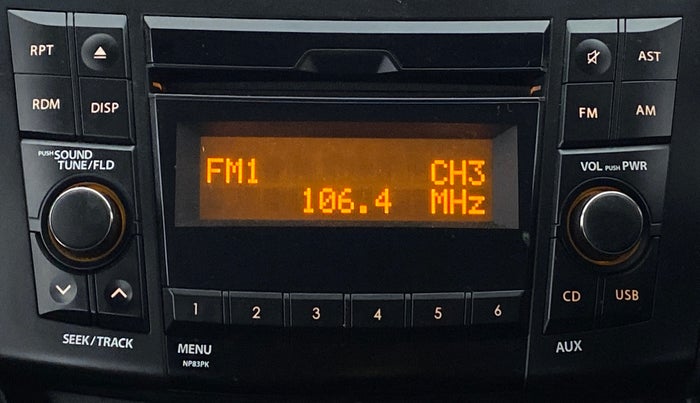 RPT
AST
RDM
DISP
FM
AM
PUSH SOUND
TUNE/FLD
VOL PUSH PWR
FM1 CH3
106.4 MHz
CD
USB
1 2 3 4 5 6
SEEK/TRACK
MENU
AUX
NP83PK